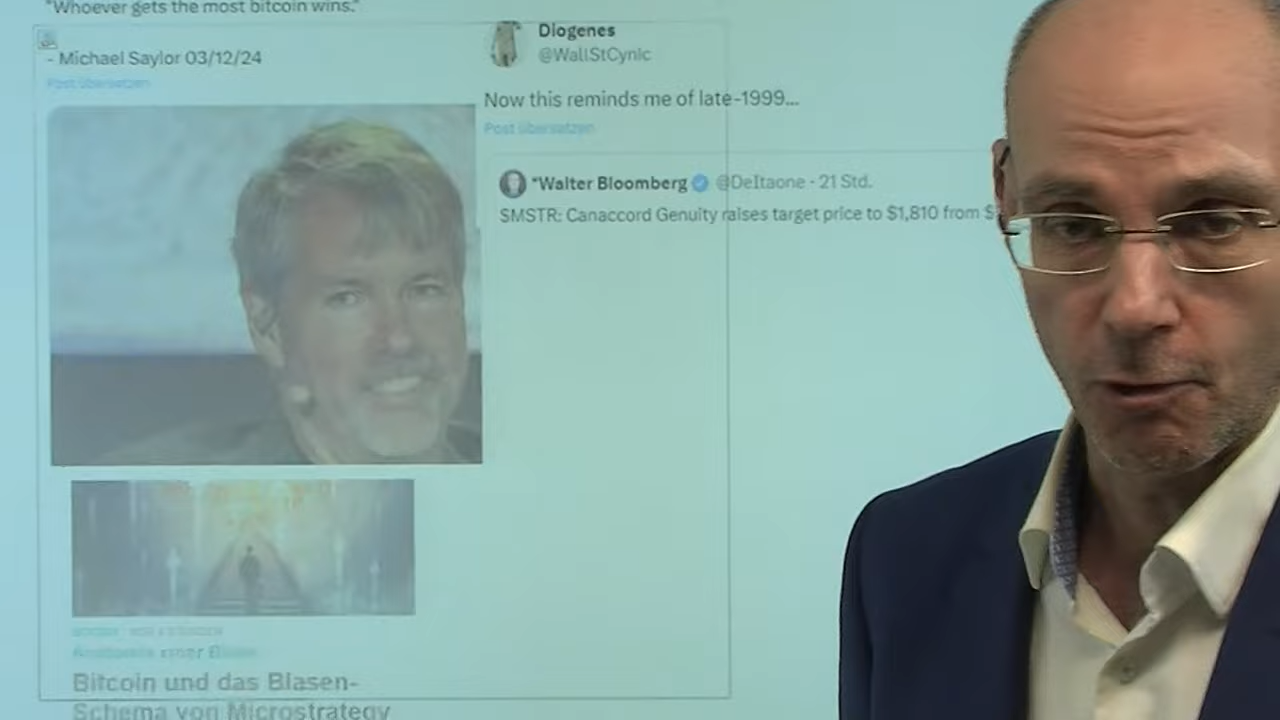 "Whoever gets the most bitcoin wins."
- Michael Saylor 03/12/24
Post übersetzen
Diogenes
@WallStCynic
Now this reminds me of late-1999...
Post übersetzen
*Walter Bloomberg @DeItaone · 21 Std.
$MSTR: Canaccord Genuity raises target price to $1,810 from $
einer Blase
Bitcoin und das Blasen-
Schema von Microstrategy